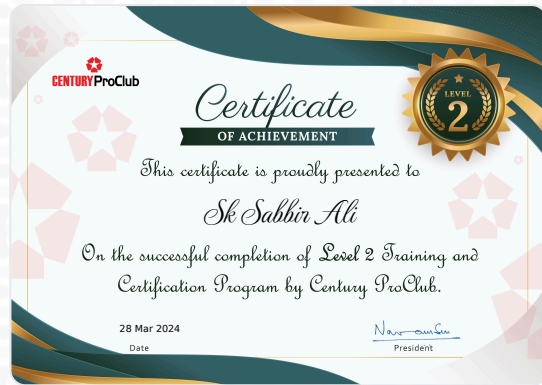 CENTURY ProClub
Certificate
OF ACHIEVEMENT
LEVEL
2
This certificate is proudly presented to
Sk Sabbir Ali
On the successful completion of Level 2 Training and
Certification Program by Century ProClub.
28 Mar 2024
Date
President